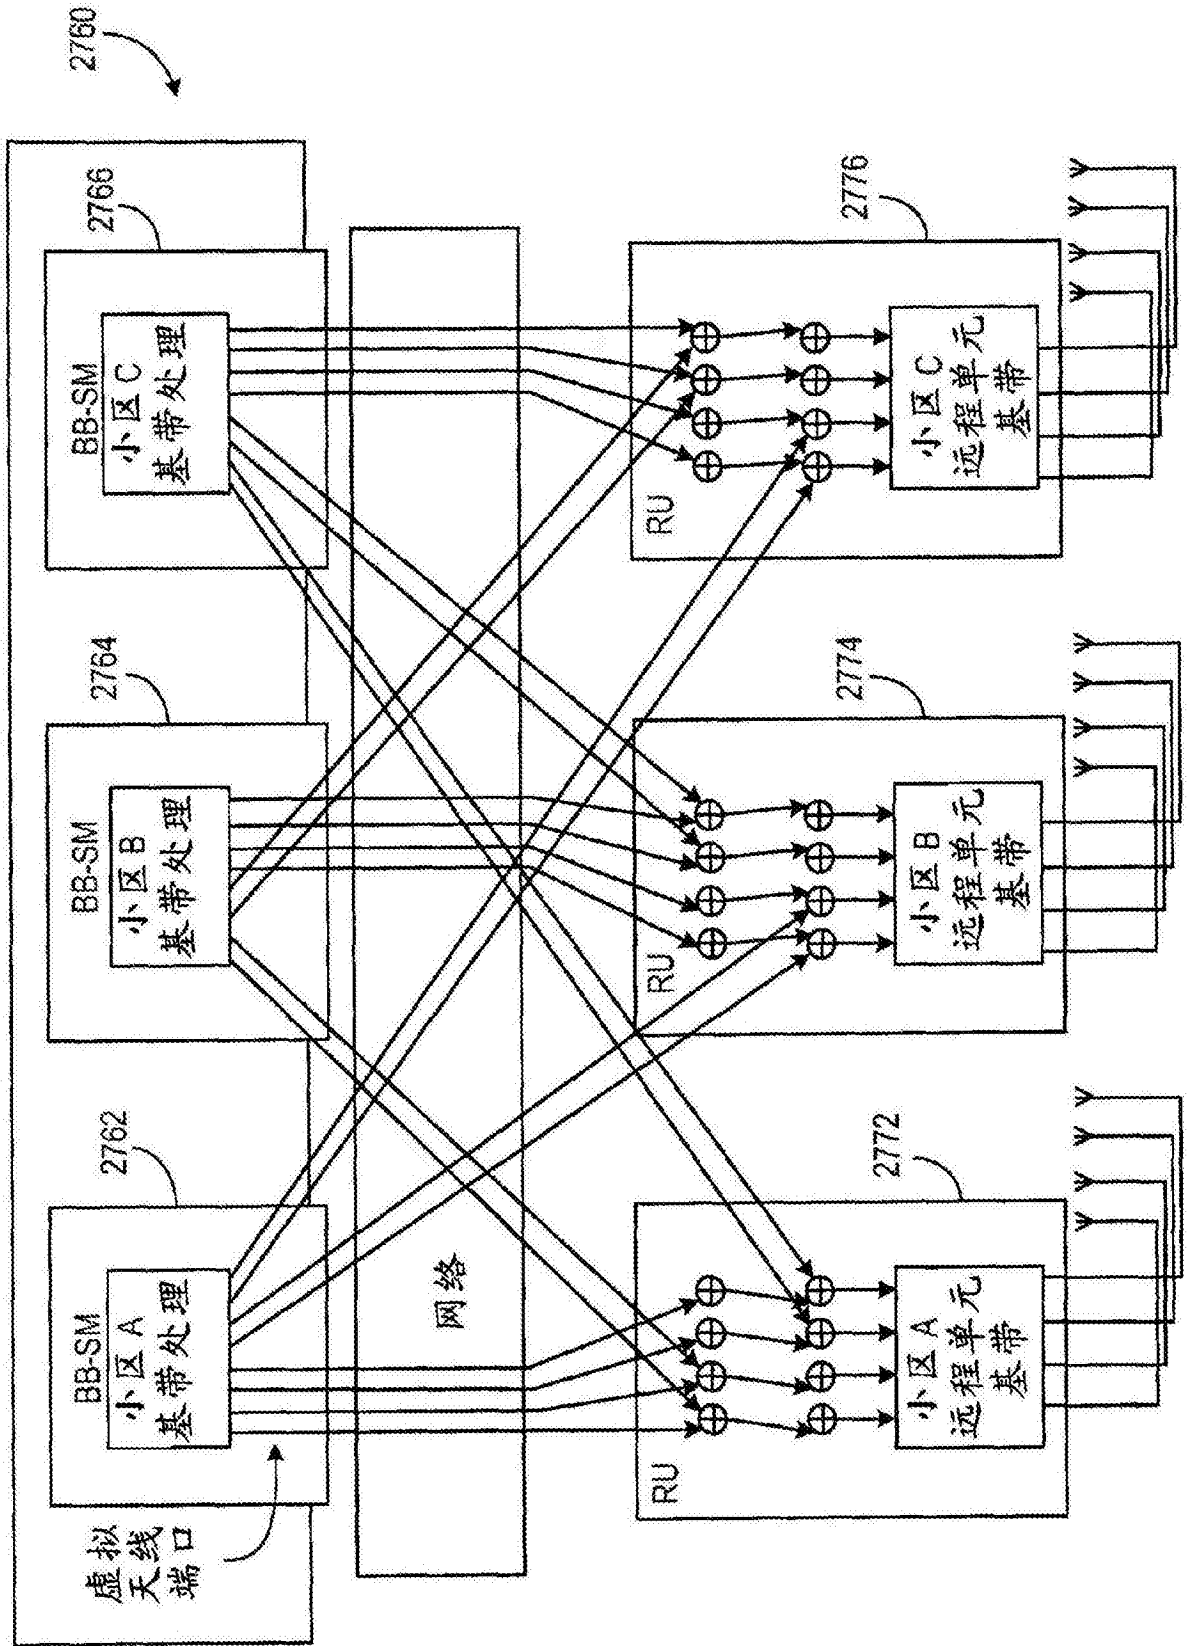 2760
2762
BB-SM
小区 A
基带处理
虚拟
天线
端口
2764
BB-SM
小区 B
基带处理
2766
BB-SM
小区 C
基带处理
网络
2772
RU
小区 A
远程单元
基带
2774
RU
小区 B
远程单元
基带
2776
RU
小区 C
远程单元
基带